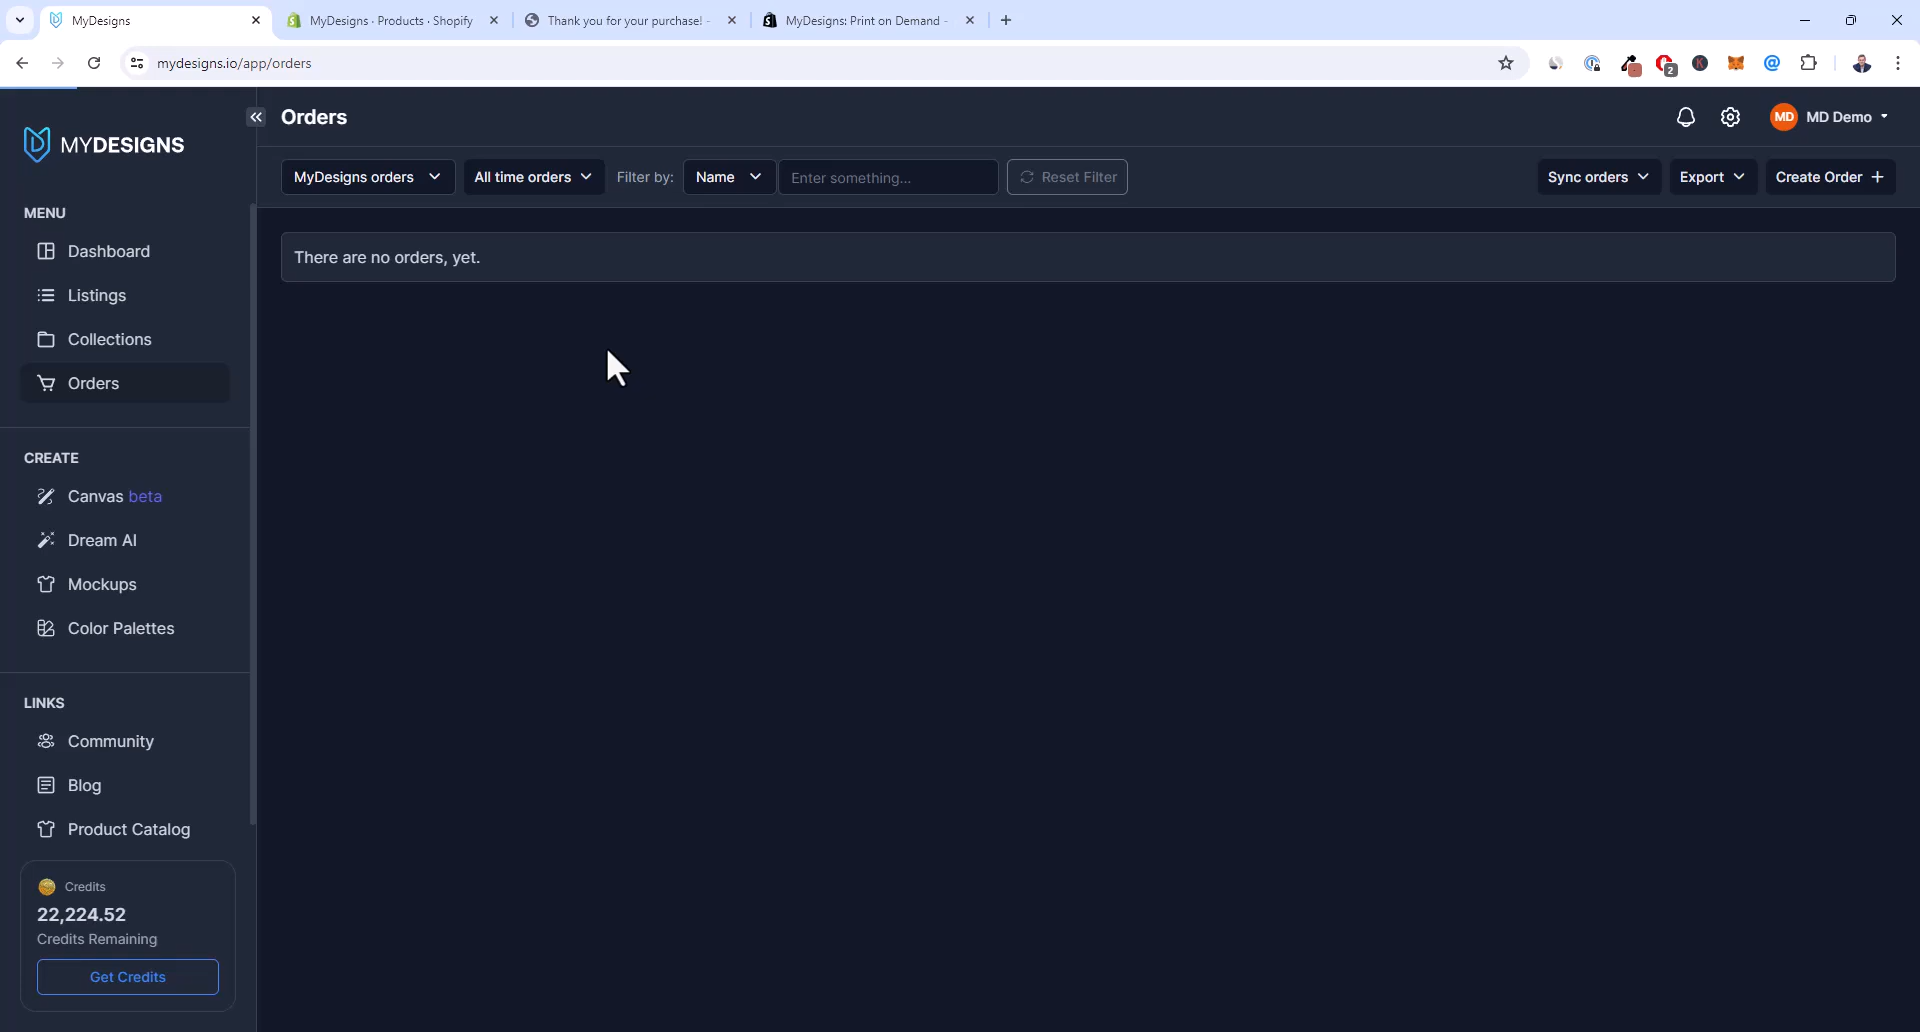 MyDesigns
MyDesigns · Products · Shopify
Thank you for your purchase! -
MyDesigns: Print on Demand -
mydesigns.io/app/orders
2
K
MYDESIGNS
Orders
MD
MD Demo
MyDesigns orders
All time orders
Filter by:
Name
Enter something...
Reset Filter
Sync orders
Export
Create Order +
There are no orders, yet.
MENU
Dashboard
Listings
Collections
Orders
CREATE
Canvas beta
Dream AI
Mockups
Color Palettes
LINKS
Community
Blog
Product Catalog
Credits
22,224.52
Credits Remaining
Get Credits